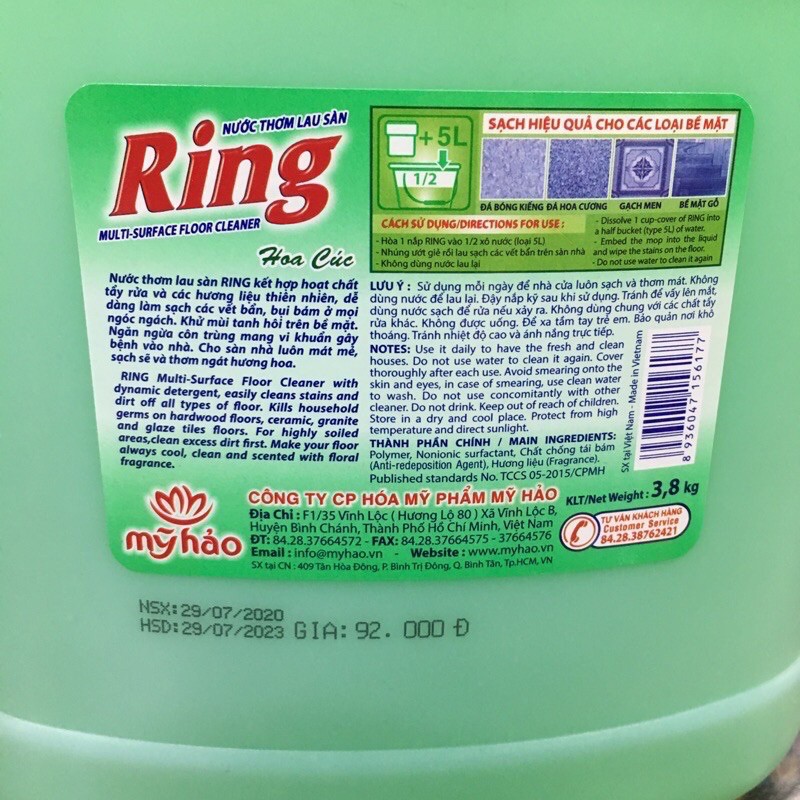 NƯỚC THƠM LAU SÀN
Ring
MULTI-SURFACE FLOOR CLEANER
Hoa Cúc
Nước thơm lau sàn RING kết hợp hoạt chất
tẩy rửa và các hương liệu thiên nhiên, dễ
dàng làm sạch các vết bẩn, bụi bám ở mọi
ngóc ngách. Khử mùi tanh hôi trên bề mặt.
Ngăn ngừa côn trùng mang vi khuẩn gây
bệnh vào nhà. Cho sàn nhà luôn mát mẻ,
sạch sẽ và thơm ngát hương hoa.
RING Multi-Surface Floor Cleaner with
dynamic detergent, easily cleans stains and
dirt off all types of floor. Kills household
germs on hardwood floors, ceramic, granite
and glaze tiles floors. For highly soiled
areas,clean excess dirt first. Make your floor
always cool, clean and scented with floral
fragrance.
+ 5L
1/2
SẠCH HIỆU QUẢ CHO CÁC LOẠI BỀ MẶT
ĐÁ BÓNG KIẾNG ĐÁ HOA CƯƠNG GẠCH MEN BỀ MẶT GỖ
CÁCH SỬ DỤNG/DIRECTIONS FOR USE :
- Hòa 1 nắp RING vào 1/2 xô nước (loại 5L)
- Nhúng ướt giẻ rồi lau sạch các vết bẩn trên sàn nhà
- Không dùng nước lau lại
- Dissolve 1 cup-cover of RING into
a half bucket (type 5L) of water.
- Embed the mop into the liquid
and wipe the stains on the floor.
- Do not use water to clean it again
LƯU Ý : Sử dụng mỗi ngày để nhà cửa luôn sạch và thơm mát. Không
dùng nước để lau lại. Đậy nắp kỹ sau khi sử dụng. Tránh để vấy lên mắt,
dùng nước sạch để rửa nếu xảy ra. Không dùng chung với các chất tẩy
rửa khác. Không được uống. Để xa tầm tay trẻ em. Bảo quản nơi khô
thoáng. Tránh nhiệt độ cao và ánh nắng trực tiếp.
NOTES: Use it daily to have the fresh and clean
houses. Do not use water to clean it again. Cover
thoroughly after each use. Avoid smearing onto the
skin and eyes, in case of smearing, use clean water
to wash. Do not use concomitantly with other
cleaner. Do not drink. Keep out of reach of children.
Store in a dry and cool place. Protect from high
temperature and direct sunlight.
THÀNH PHẦN CHÍNH / MAIN INGREDIENTS:
Polymer, Nonionic surfactant, Chất chống tái bám
(Anti-redeposition Agent), Hương liệu (Fragrance).
Published standards No. TCCS 05-2015/CPMH
SX tại Việt Nam - Made in Vietnam
8 936047 156177
mỹ hảo
CÔNG TY CP HÓA MỸ PHẨM MỸ HẢO
Địa Chỉ : F1/35 Vĩnh Lộc ( Hương Lộ 80 ) Xã Vĩnh Lộc B,
Huyện Bình Chánh, Thành Phố Hồ Chí Minh, Việt Nam
ĐT: 84.28.37664572 - FAX: 84.28.37664575 - 37664576
Email : info@myhao.vn - Website : www.myhao.vn
SX tại CN : 409 Tân Hòa Đông, P. Bình Trị Đông, Q. Bình Tân, Tp.HCM, VN
KLT/Net Weight : 3,8 kg
TƯ VẤN KHÁCH HÀNG
Customer Service
84.28.38762421
NSX:29/07/2020
HSD:29/07/2023 GIA: 92. 000 Đ